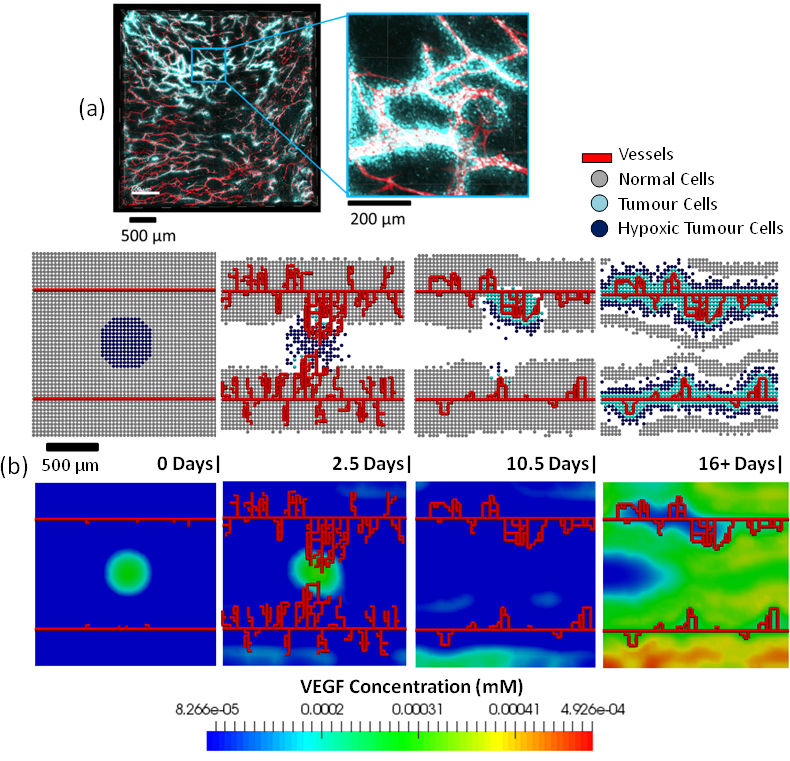 (a)
500 µm
200 µm
Vessels
Normal Cells
Tumour Cells
Hypoxic Tumour Cells
500 µm
(b)
0 Days
2.5 Days
10.5 Days
16+ Days
VEGF Concentration (mM)
8.266e-05 0.0002 0.00031 0.00041 4.926e-04